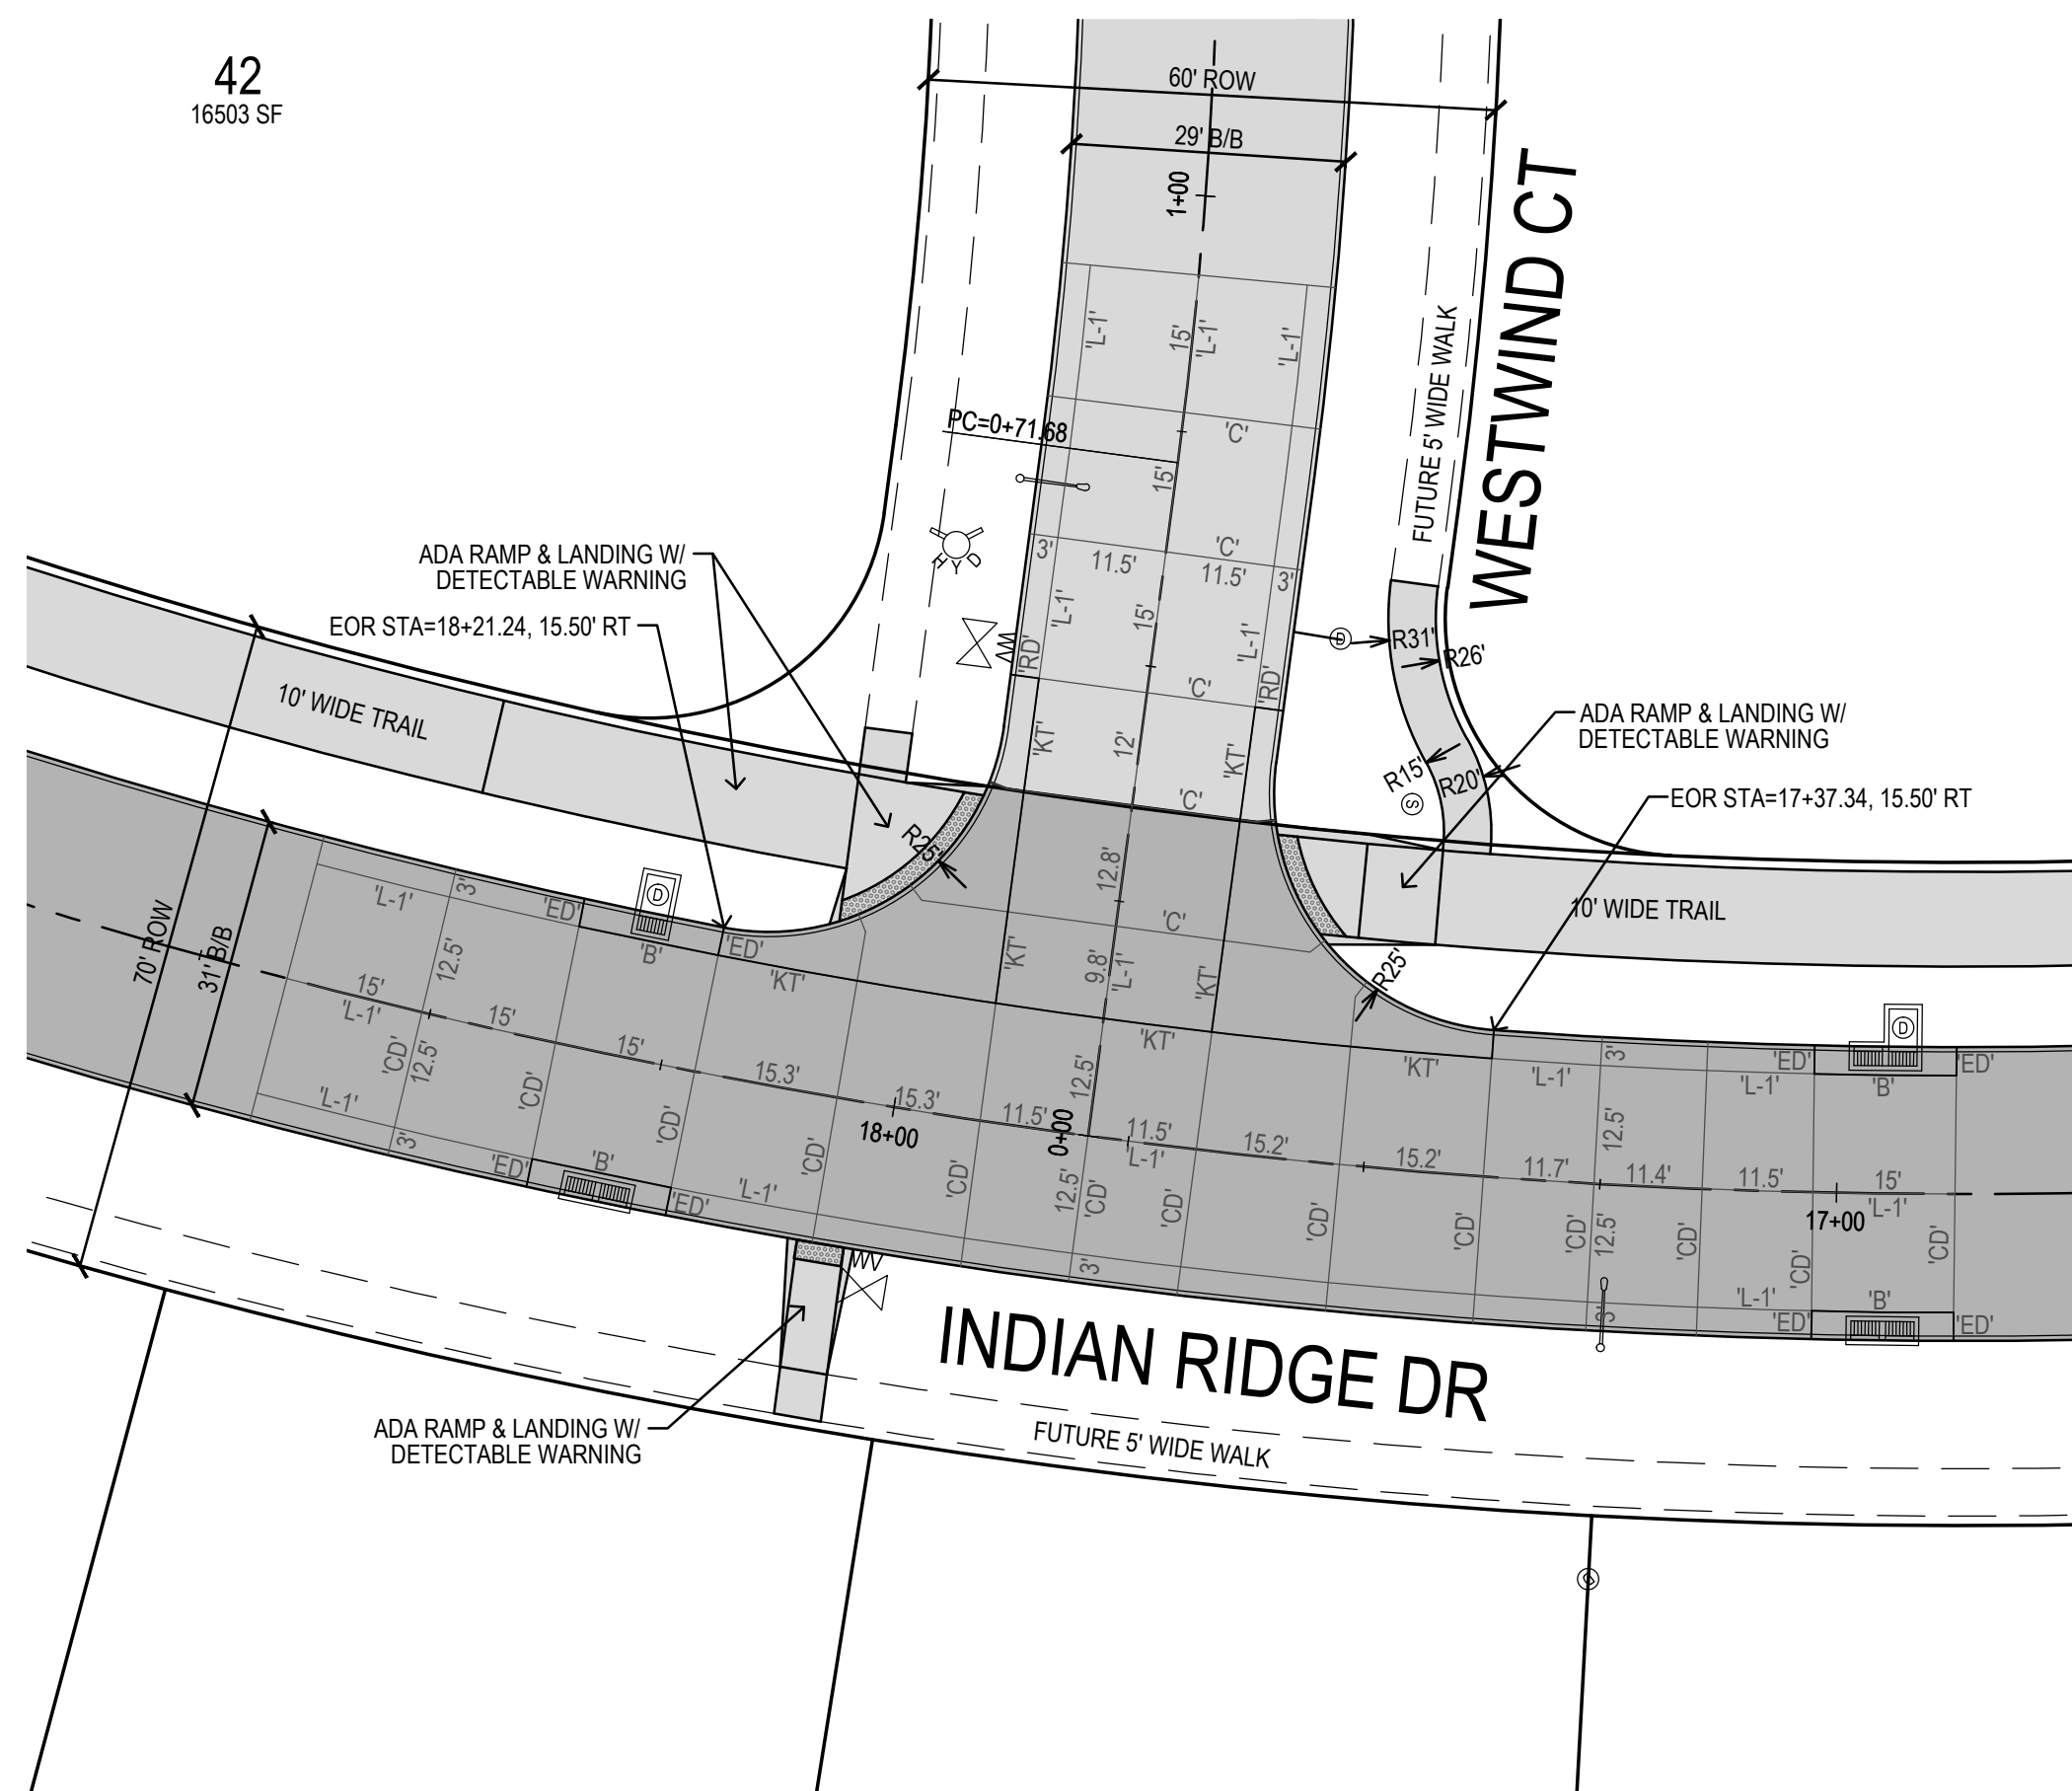 42
16503 SF
60' ROW
29' B/B
1+00
WESTWIND CT
'L-1'
15'
'L-1'
'L-1'
FUTURE 5' WIDE WALK
PC=0+71.68
'C'
15'
HYD
ADA RAMP & LANDING W/
DETECTABLE WARNING
3'
11.5'
'C'
11.5'
3'
EOR STA=18+21.24, 15.50' RT
'L-1'
15'
'L-1'
D
R31'
R26'
WV
'RD'
'C'
'RD'
10' WIDE TRAIL
'KT'
12'
'KT'
ADA RAMP & LANDING W/
DETECTABLE WARNING
R15'
R20'
S
'C'
EOR STA=17+37.34, 15.50' RT
R25'
12.8'
70' ROW
31' B/B
'L-1'
3'
'ED'
D
'B'
'ED'
'C'
10' WIDE TRAIL
12.5'
'KT'
'KT'
9.8'
'L-1'
'KT'
R25'
15'
'L-1'
15'
15'
'CD'
12.5'
D
'KT'
'KT'
'L-1'
3'
'L-1'
'ED'
'B'
'ED'
15.3'
15.3'
11.5'
12.5'
11.5'
'L-1'
15.2'
15.2'
11.7'
12.5'
11.4'
11.5'
15'
'L-1'
18+00
0+00
17+00
'L-1'
3'
'CD'
'CD'
'CD'
'CD'
12.5'
'CD'
'CD'
'CD'
'CD'
'CD'
12.5'
'CD'
'CD'
'CD'
'ED'
'B'
'ED'
'L-1'
3'
'L-1'
3'
'B'
'ED'
'ED'
WV
INDIAN RIDGE DR
ADA RAMP & LANDING W/
DETECTABLE WARNING
FUTURE 5' WIDE WALK